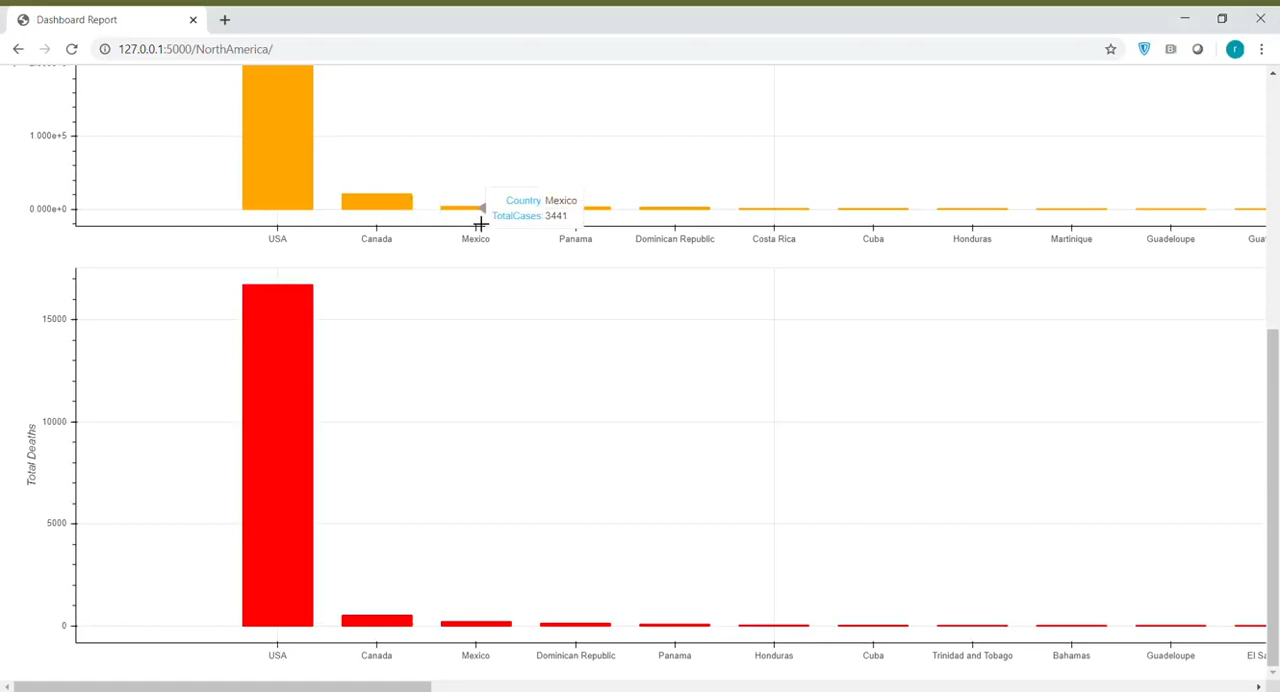 Dashboard Report
127.0.0.1:5000/NorthAmerica/
r
1.000e+5
0.000e+0
Country Mexico
TotalCases: 3441
USA Canada Mexico Panama Dominican Republic Costa Rica Cuba Honduras Martinique Guadeloupe
15000
10000
5000
0
Total Deaths
USA Canada Mexico Dominican Republic Panama Honduras Cuba Trinidad and Tobago Bahamas Guadeloupe El Sa